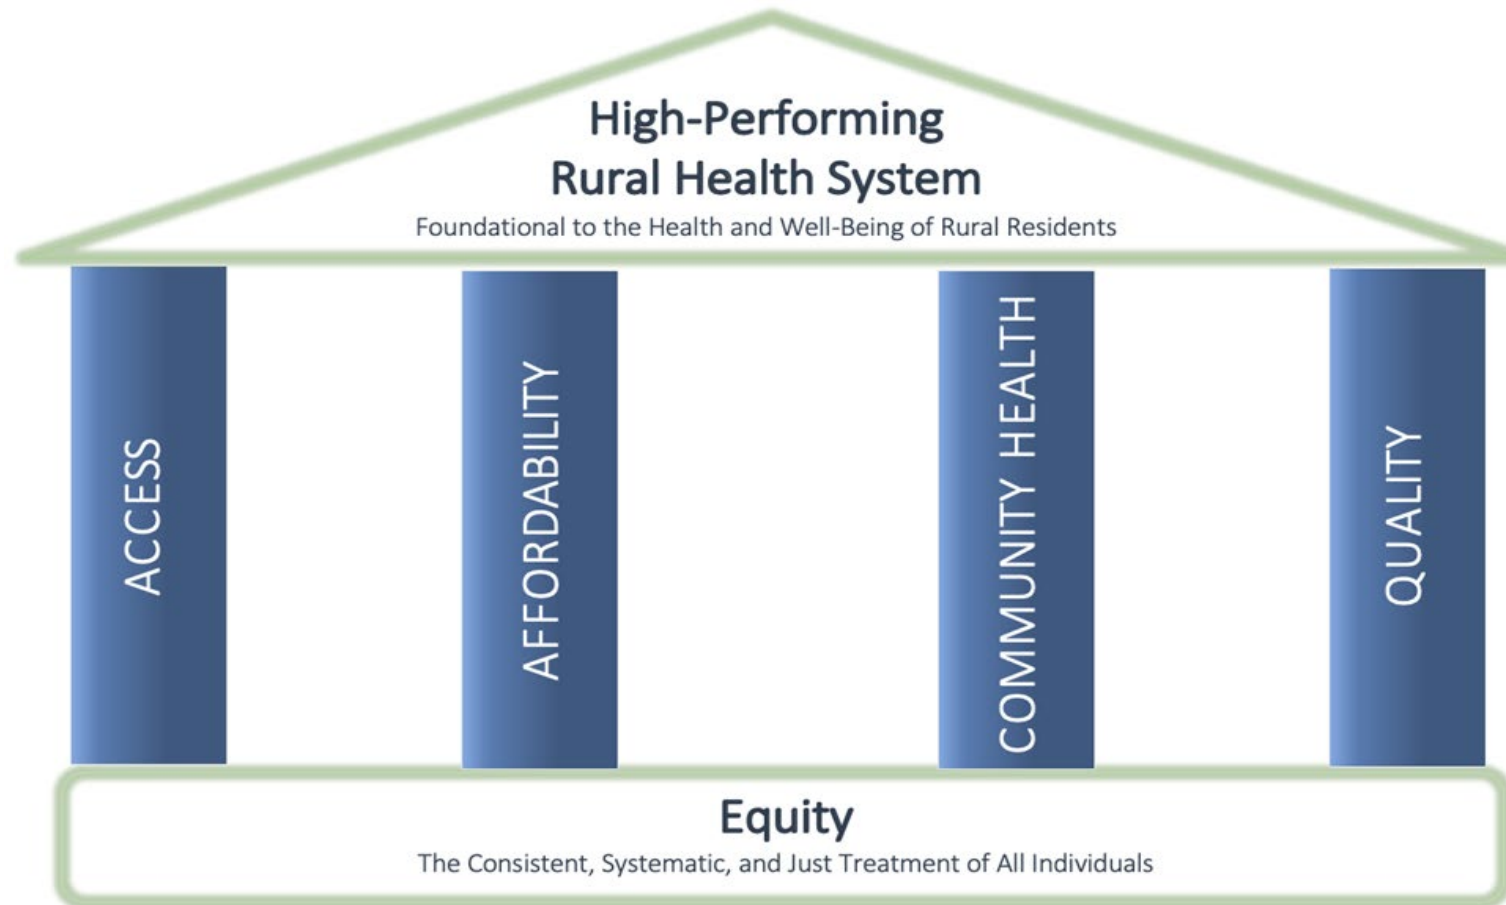 High-Performing
Rural Health System
Foundational to the Health and Well-Being of Rural Residents
ACCESS
AFFORDABILITY
COMMUNITY HEALTH
QUALITY
Equity
The Consistent, Systematic, and Just Treatment of All Individuals